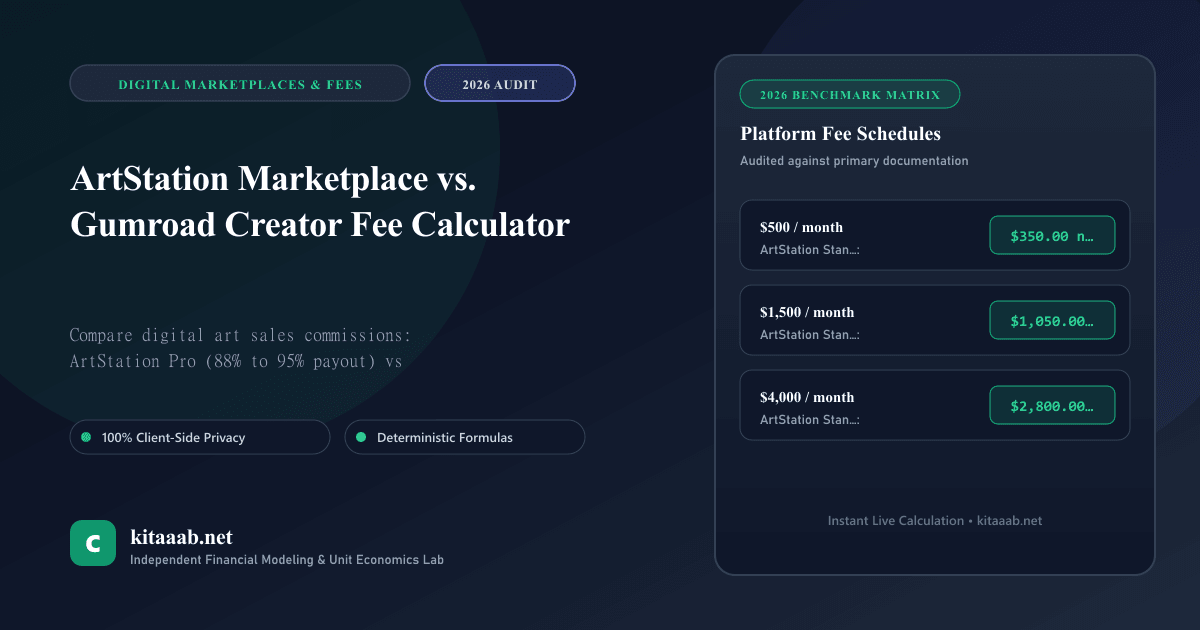 DIGITAL MARKETPLACES & FEES
2026 AUDIT
ArtStation Marketplace vs.
Gumroad Creator Fee Calculator
Compare digital art sales commissions:
ArtStation Pro (88% to 95% payout) vs
100% Client-Side Privacy
Deterministic Formulas
C
kitaaab.net
Independent Financial Modeling & Unit Economics Lab
2026 BENCHMARK MATRIX
Platform Fee Schedules
Audited against primary documentation
$500 / month
ArtStation Stan…:
$350.00 n…
$1,500 / month
ArtStation Stan…:
$1,050.00…
$4,000 / month
ArtStation Stan…:
$2,800.00…
Instant Live Calculation • kitaaab.net